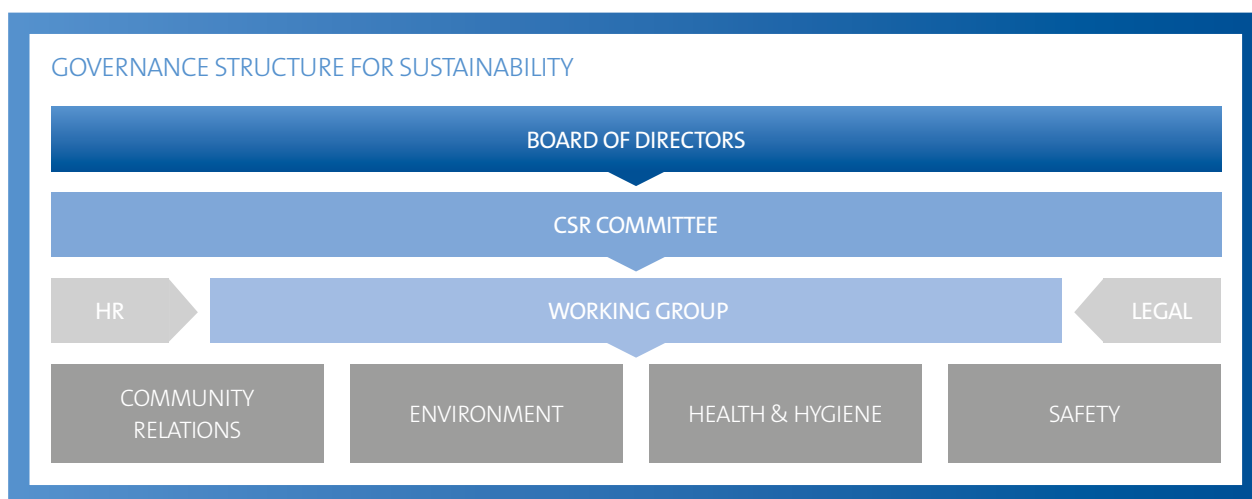 GOVERNANCE STRUCTURE FOR SUSTAINABILITY
BOARD OF DIRECTORS
CSR COMMITTEE
HR
WORKING GROUP
LEGAL
COMMUNITY
RELATIONS
ENVIRONMENT
HEALTH & HYGIENE
SAFETY